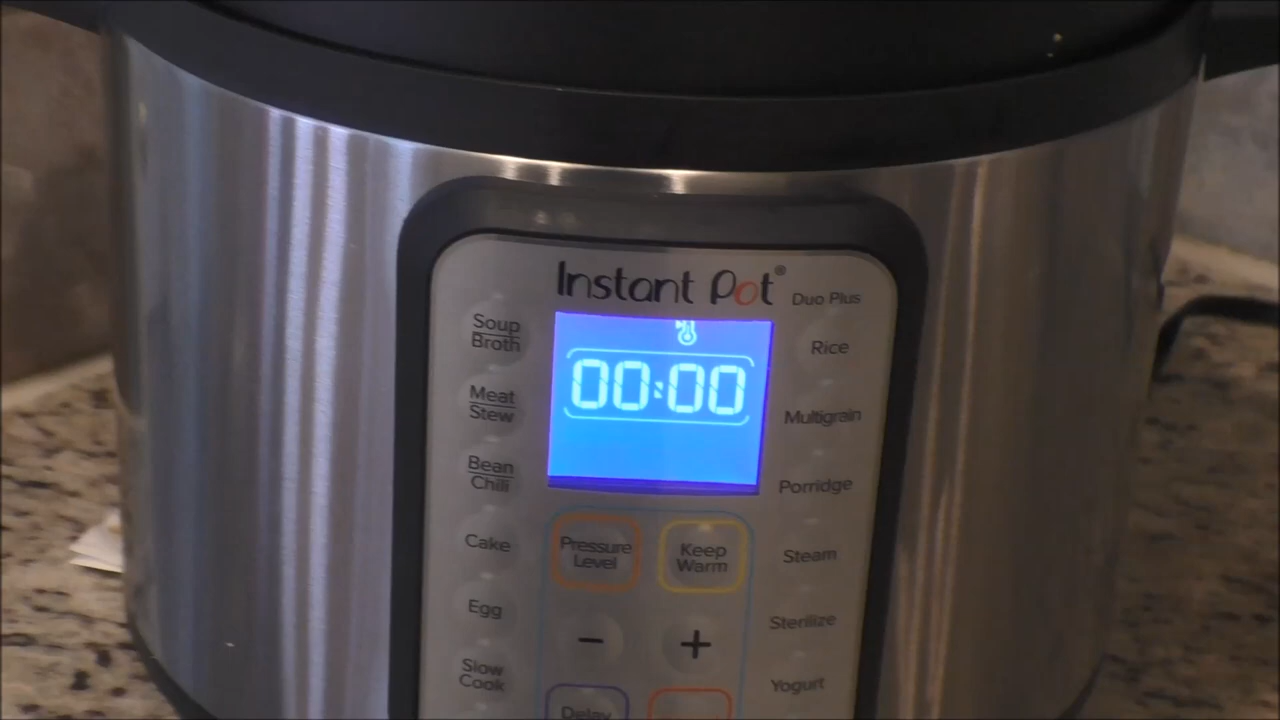 Instant Pot® Duo Plus
00:00
Soup
Broth
Meat
Stew
Bean
Chili
Cake
Egg
Slow
Cook
Rice
Multigrain
Porridge
Steam
Sterilize
Yogurt
Pressure
Level
Keep
Warm
− +
Delay